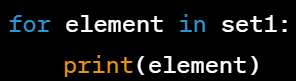 for element in set1:
    print(element)